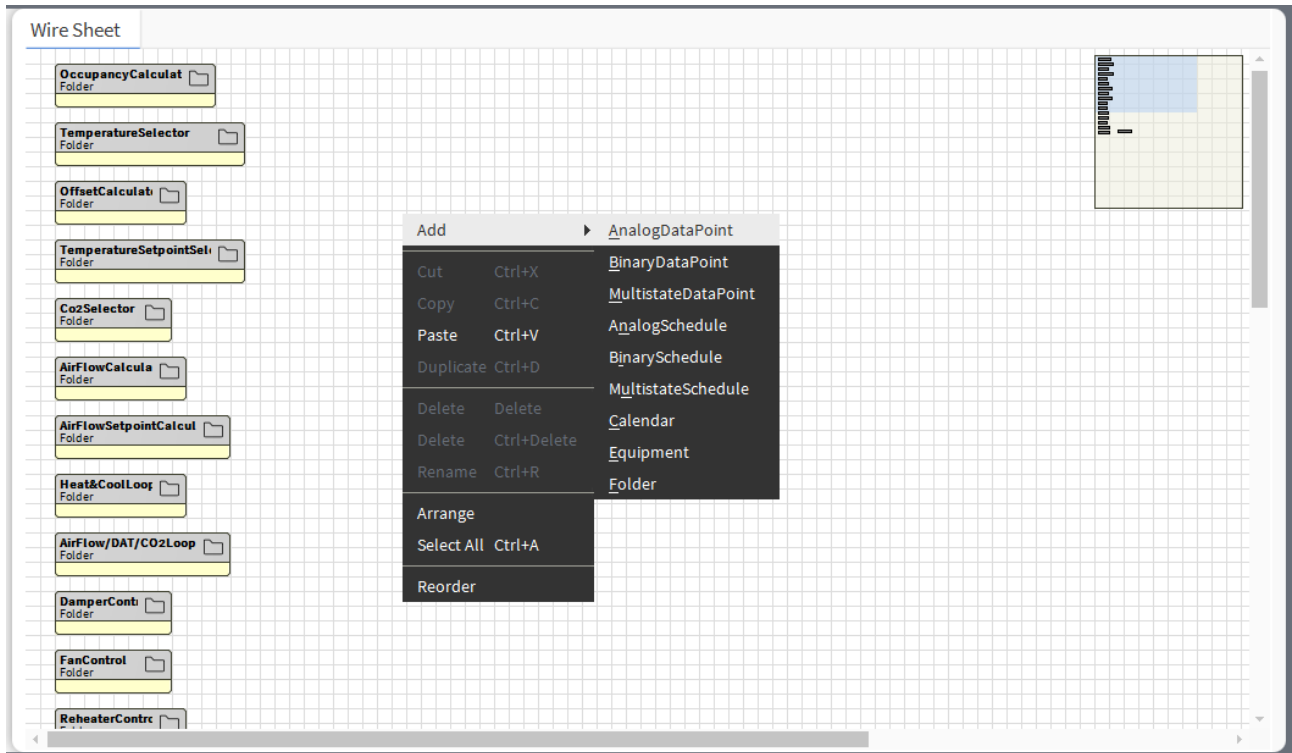 Wire Sheet
OccupancyCalculat
Folder
TemperatureSelector
Folder
OffsetCalculat
Folder
TemperatureSetpointSel
Folder
Co2Selector
Folder
AirFlowCalcula
Folder
AirFlowSetpointCalcul
Folder
Heat&CoolLoop
Folder
AirFlow/DAT/CO2Loop
Folder
DamperCont
Folder
FanControl
Folder
ReheaterContrc
Add
Cut Ctrl+X
Copy Ctrl+C
Paste Ctrl+V
Duplicate Ctrl+D
Delete Delete
Delete Ctrl+Delete
Rename Ctrl+R
Arrange
Select All Ctrl+A
Reorder
AnalogDataPoint
BinaryDataPoint
MultistateDataPoint
AnalogSchedule
BinarySchedule
MultistateSchedule
Calendar
Equipment
Folder